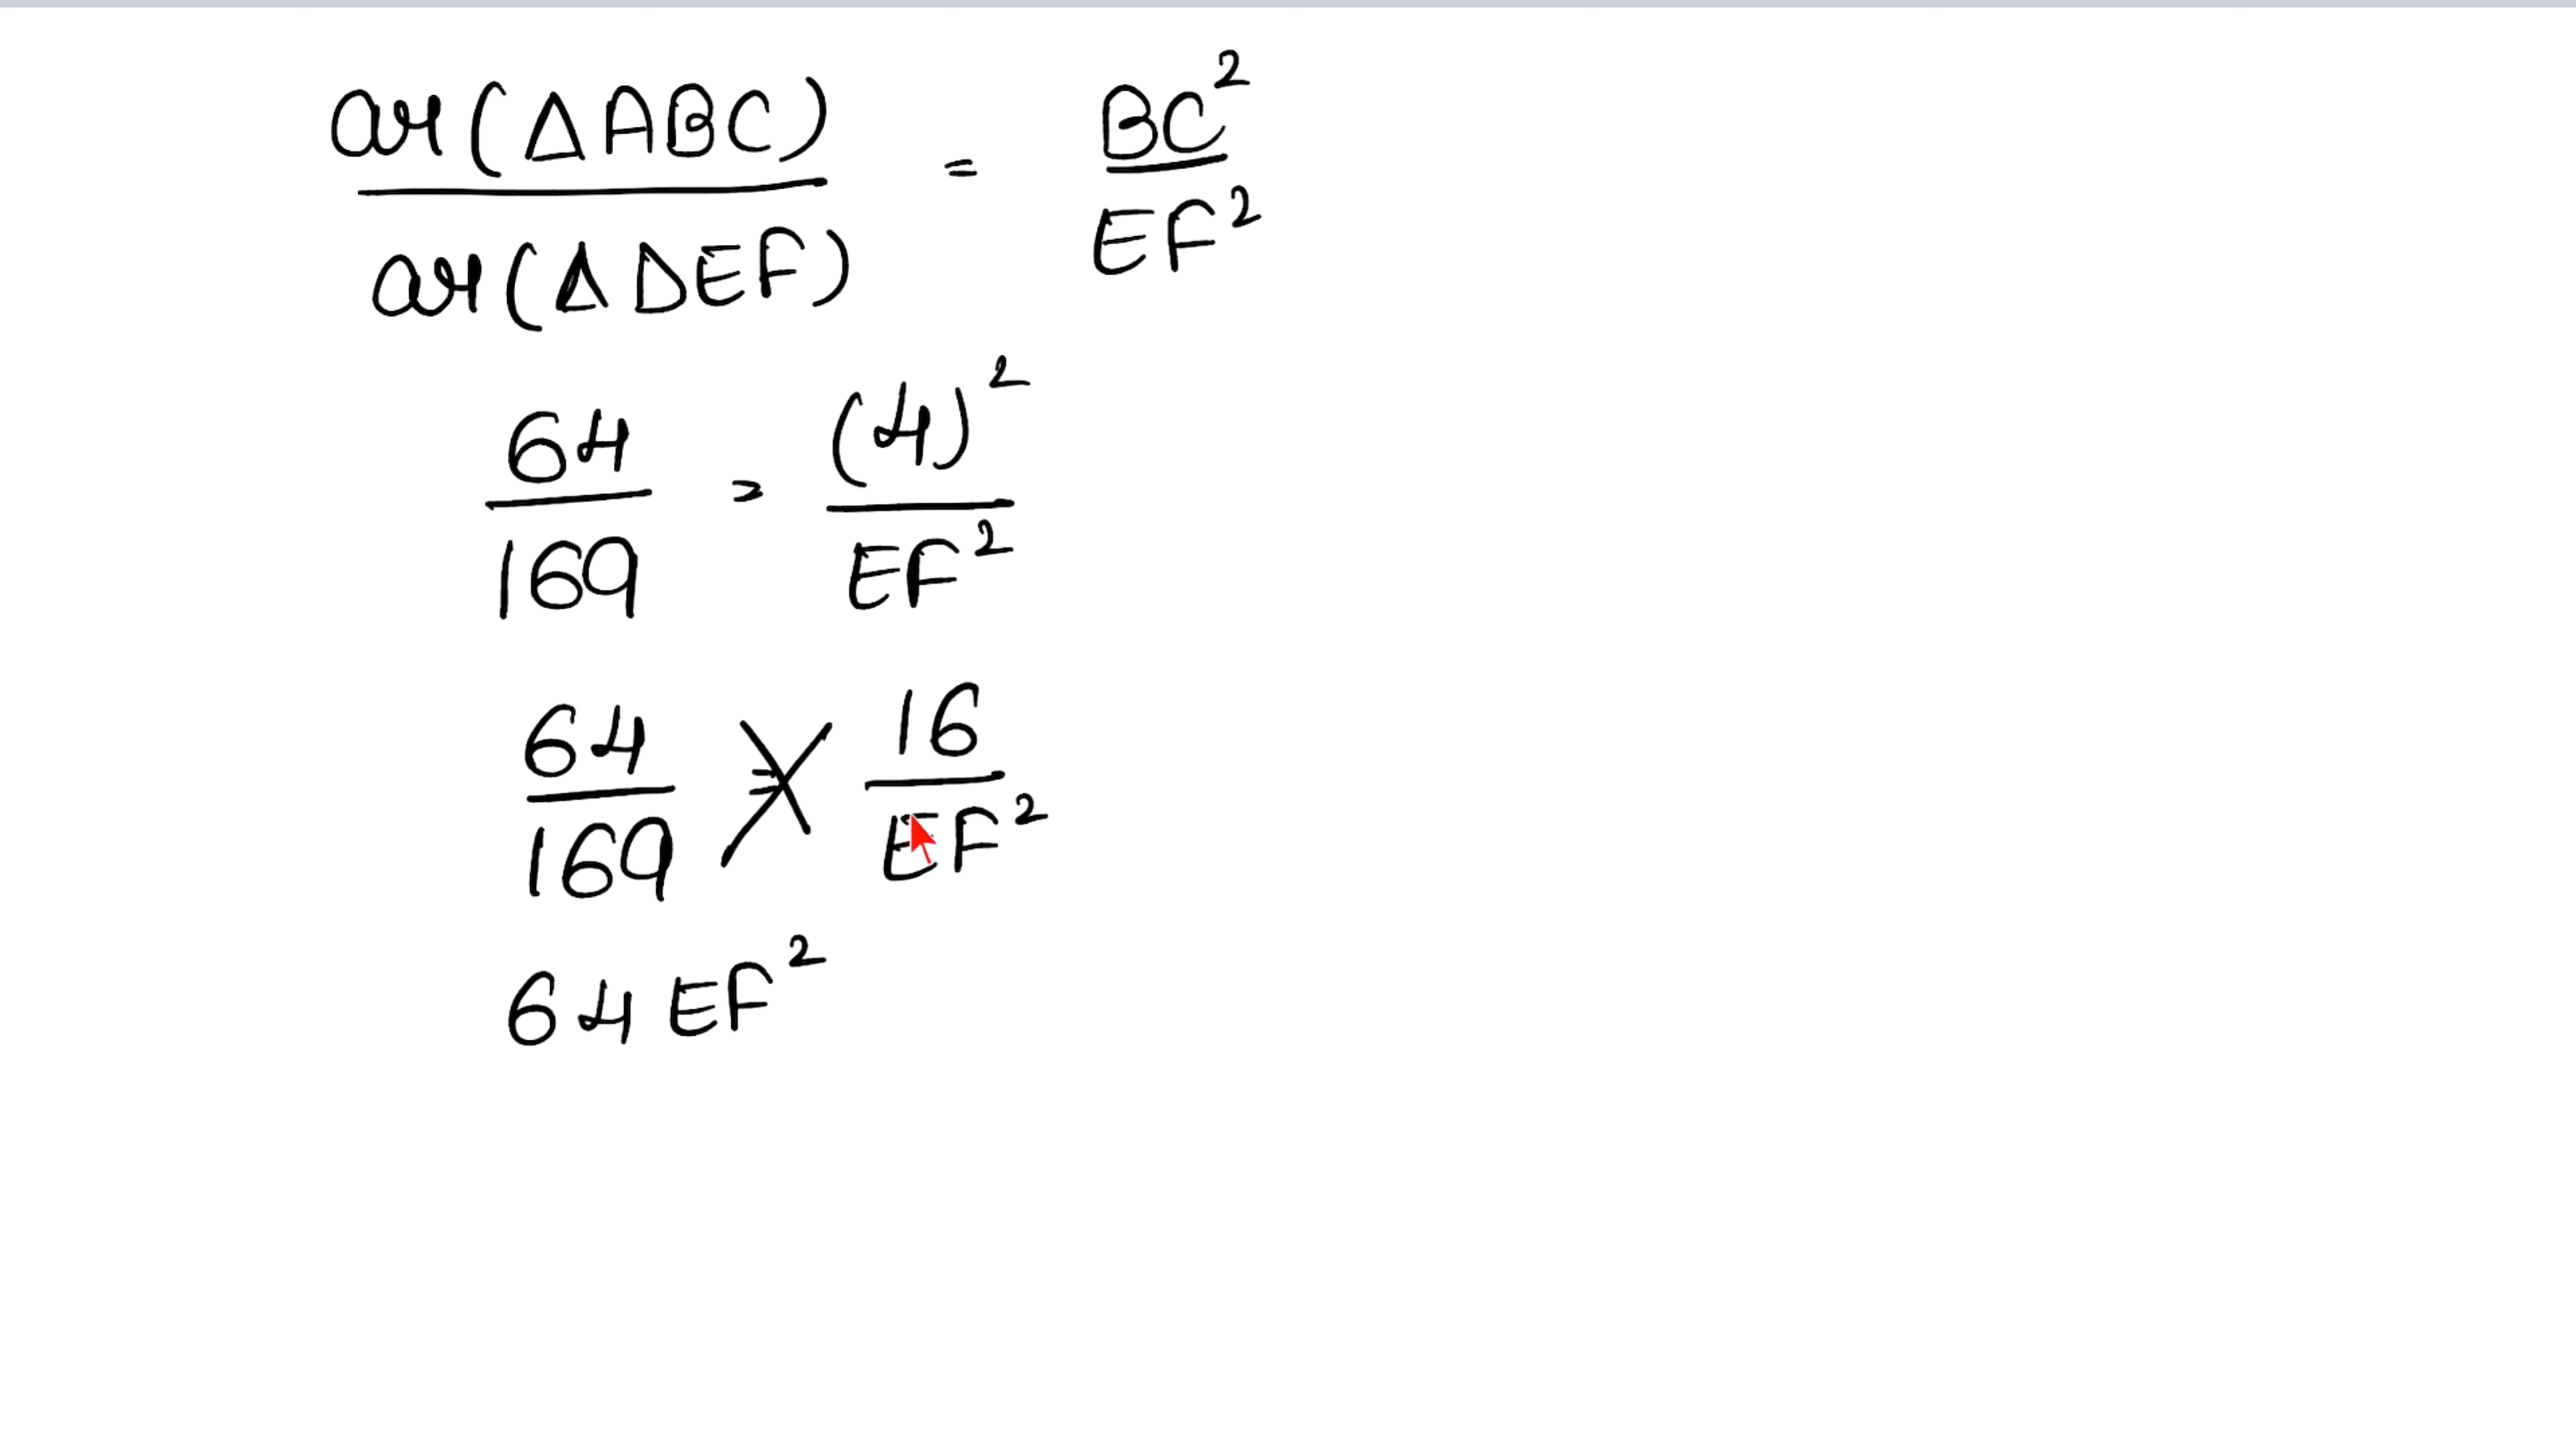 ar(ΔABC) / ar(ΔDEF) = BC² / EF²
64 / 169 = (4)² / EF²
64 / 169 = 16 / EF²
64 EF²